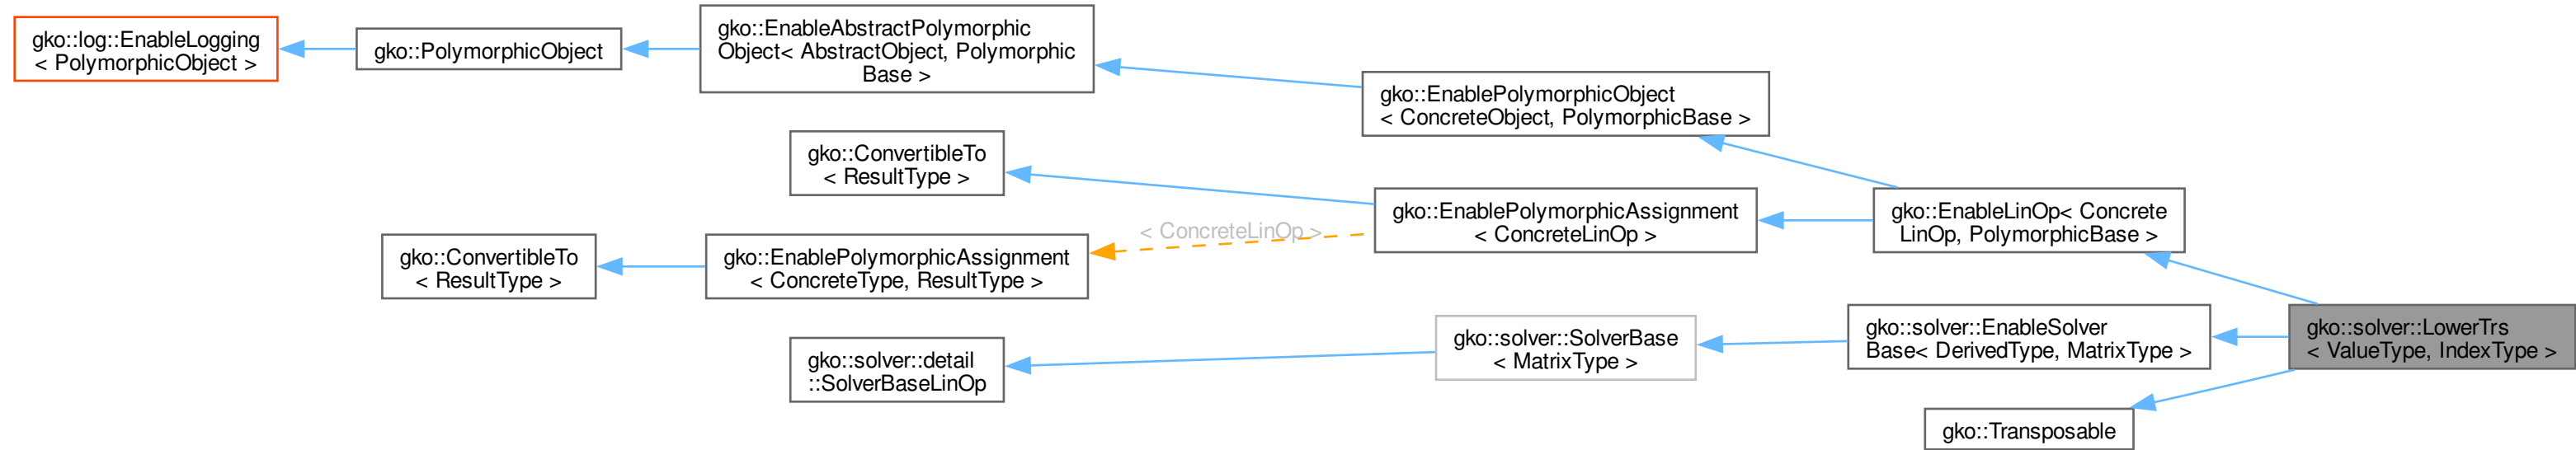 gko::log::EnableLogging
< PolymorphicObject >
gko::PolymorphicObject
gko::EnableAbstractPolymorphic
Object< AbstractObject, Polymorphic
Base >
gko::EnablePolymorphicObject
< ConcreteObject, PolymorphicBase >
gko::ConvertibleTo
< ResultType >
gko::EnablePolymorphicAssignment
< ConcreteLinOp >
gko::EnableLinOp< Concrete
LinOp, PolymorphicBase >
< ConcreteLinOp >
gko::ConvertibleTo
< ResultType >
gko::EnablePolymorphicAssignment
< ConcreteType, ResultType >
gko::solver::detail
::SolverBaseLinOp
gko::solver::SolverBase
< MatrixType >
gko::solver::EnableSolver
Base< DerivedType, MatrixType >
gko::solver::LowerTrs
< ValueType, IndexType >
gko::Transposable